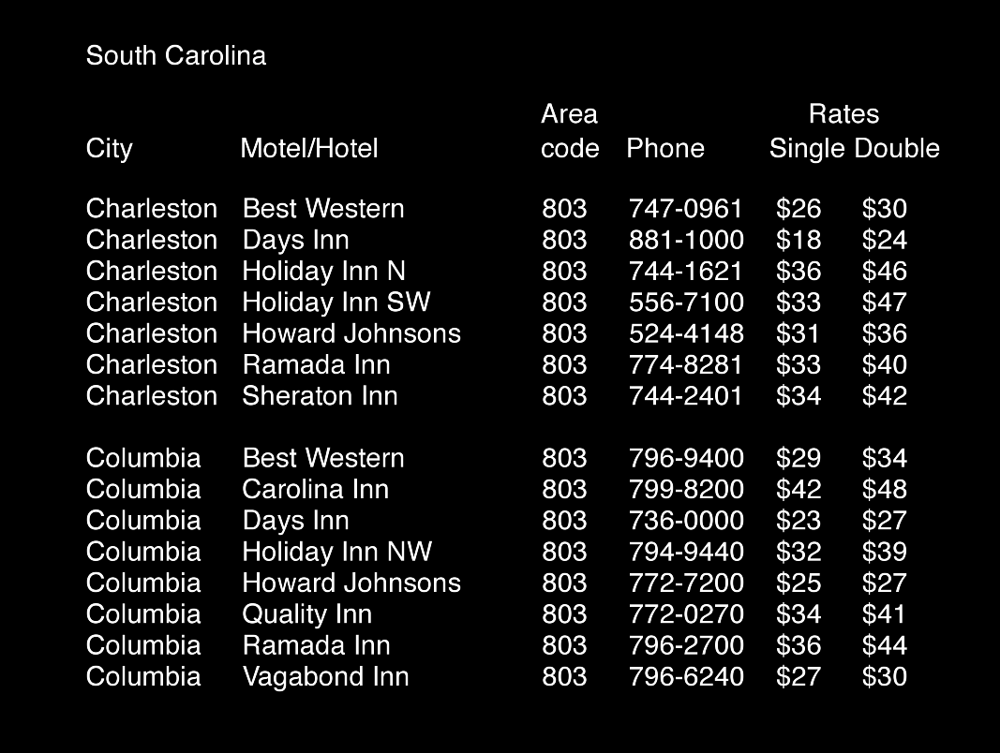 South Carolina
Area Rates
City Motel/Hotel code Phone Single Double
Charleston Best Western 803 747-0961 $26 $30
Charleston Days Inn 803 881-1000 $18 $24
Charleston Holiday Inn N 803 744-1621 $36 $46
Charleston Holiday Inn SW 803 556-7100 $33 $47
Charleston Howard Johnsons 803 524-4148 $31 $36
Charleston Ramada Inn 803 774-8281 $33 $40
Charleston Sheraton Inn 803 744-2401 $34 $42
Columbia Best Western 803 796-9400 $29 $34
Columbia Carolina Inn 803 799-8200 $42 $48
Columbia Days Inn 803 736-0000 $23 $27
Columbia Holiday Inn NW 803 794-9440 $32 $39
Columbia Howard Johnsons 803 772-7200 $25 $27
Columbia Quality Inn 803 772-0270 $34 $41
Columbia Ramada Inn 803 796-2700 $36 $44
Columbia Vagabond Inn 803 796-6240 $27 $30